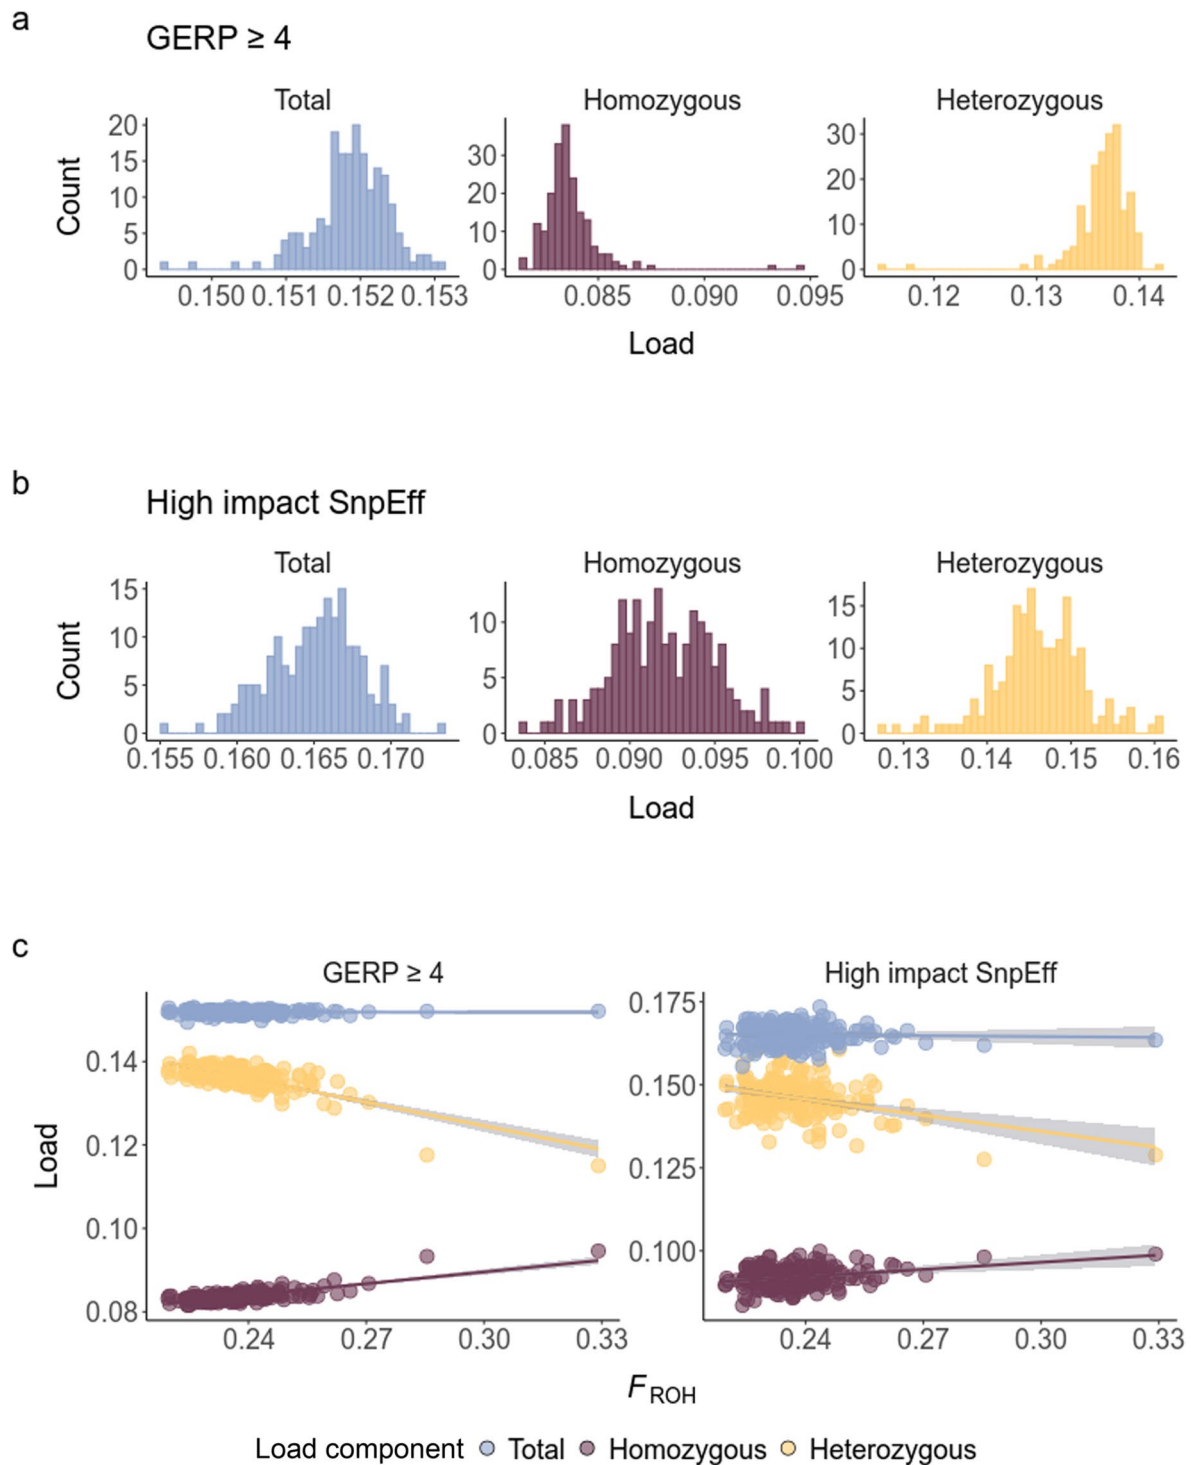 a
GERP ≥ 4
Total Homozygous Heterozygous
Count
20
15
10
5
0
0.150 0.151 0.152 0.153
30
20
10
0
0.085 0.090 0.095
30
20
10
0
0.12 0.13 0.14
Load
b
High impact SnpEff
Total Homozygous Heterozygous
Count
15
10
5
0
0.155 0.160 0.165 0.170
10
5
0
0.085 0.090 0.095 0.100
15
10
5
0
0.13 0.14 0.15 0.16
Load
c
GERP ≥ 4 High impact SnpEff
Load
0.14
0.12
0.10
0.08
0.24 0.27 0.30 0.33
0.175
0.150
0.125
0.100
0.24 0.27 0.30 0.33
FROH
Load component Total Homozygous Heterozygous